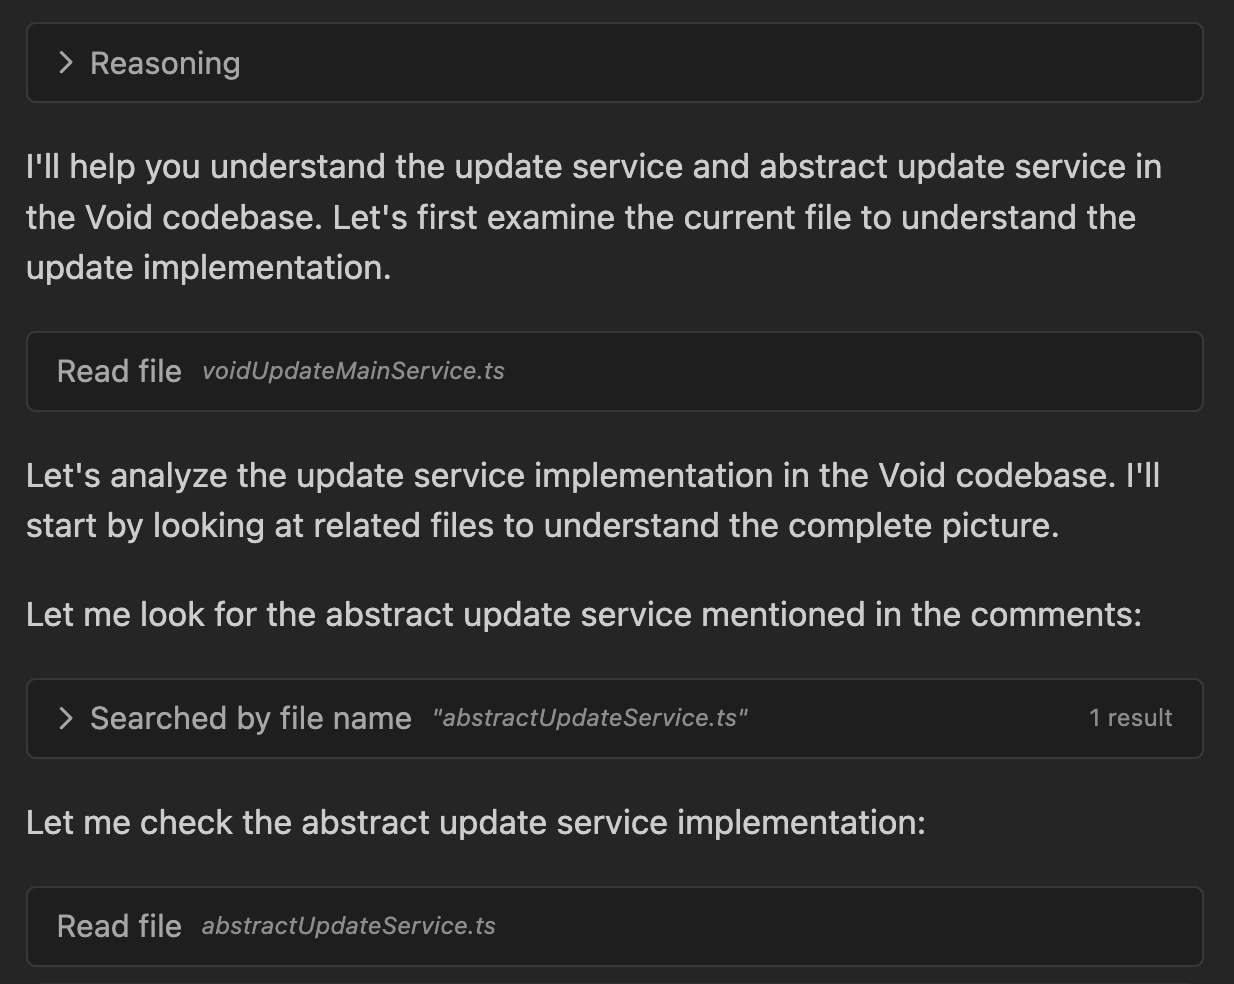 Reasoning
I'll help you understand the update service and abstract update service in
the Void codebase. Let's first examine the current file to understand the
update implementation.
Read file voidUpdateMainService.ts
Let's analyze the update service implementation in the Void codebase. I'll
start by looking at related files to understand the complete picture.
Let me look for the abstract update service mentioned in the comments:
Searched by file name "abstractUpdateService.ts" 1 result
Let me check the abstract update service implementation:
Read file abstractUpdateService.ts